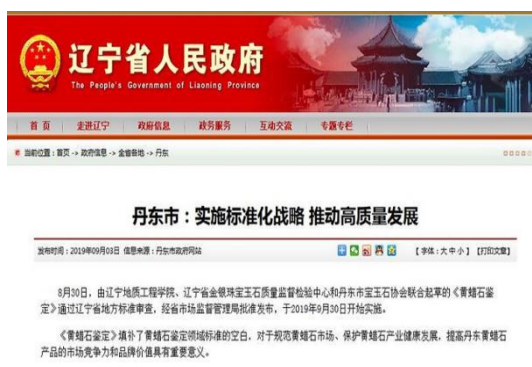 辽宁省人民政府
The People's Government of Liaoning Province
首 页 走进辽宁 政府信息 政务服务 互动交流 专题专栏
当前位置：首页 -> 政府信息 -> 全省各地 -> 丹东
丹东市：实施标准化战略 推动高质量发展
发布时间：2019年09月03日 信息来源：丹东市政府网站 【字体：大 中 小】 【打印文章】
8月30日，由辽宁地质工程学院、辽宁省金银珠宝玉石质量监督检验中心和丹东市宝玉石协会联合起草的《黄蜡石鉴
定》通过辽宁省地方标准审查，经省市场监督管理局批准发布，于2019年9月30日开始实施。
《黄蜡石鉴定》填补了黄蜡石鉴定领域标准的空白，对于规范黄蜡石市场、保护黄蜡石产业健康发展，提高丹东黄蜡石
产品的市场竞争力和品牌价值具有重要意义。